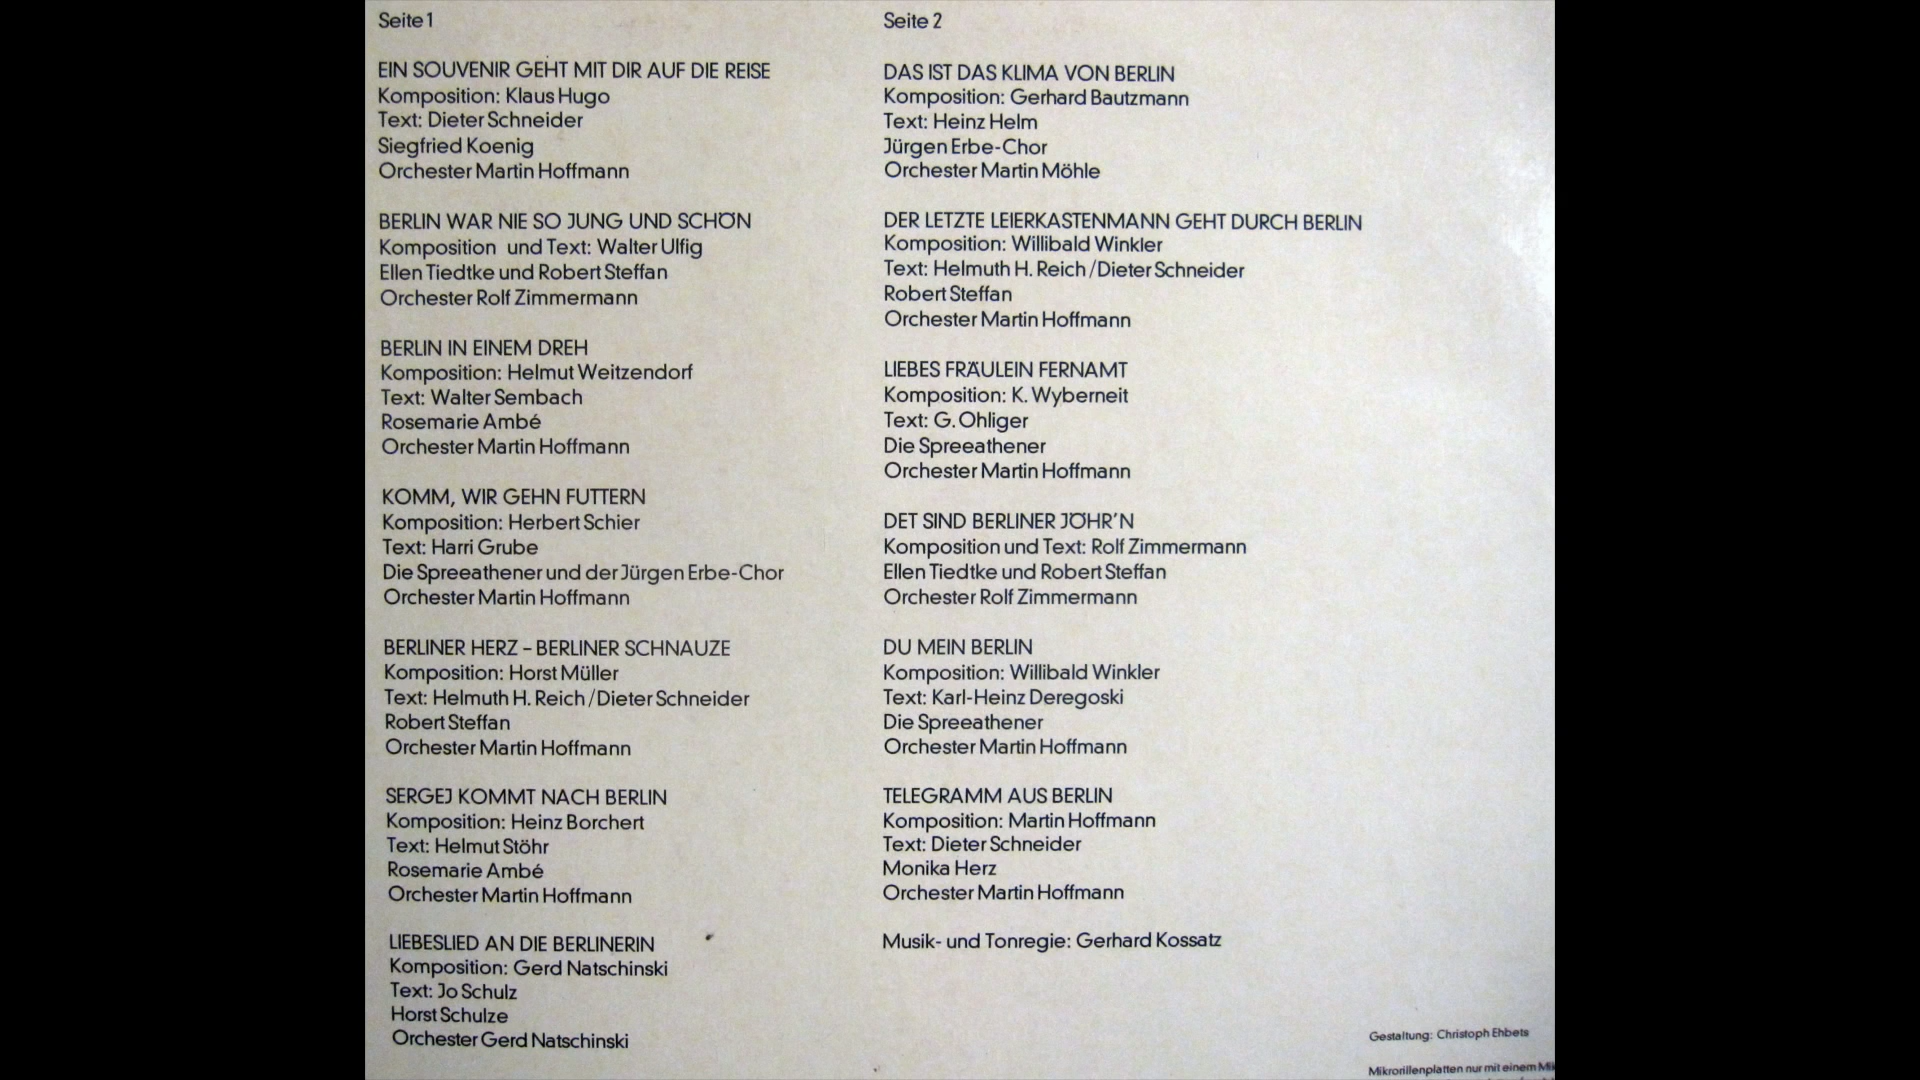 Seite 1
EIN SOUVENIR GEHT MIT DIR AUF DIE REISE
Komposition: Klaus Hugo
Text: Dieter Schneider
Siegfried Koenig
Orchester Martin Hoffmann
BERLIN WAR NIE SO JUNG UND SCHÖN
Komposition und Text: Walter Ulfig
Ellen Tiedtke und Robert Steffan
Orchester Rolf Zimmermann
BERLIN IN EINEM DREH
Komposition: Helmut Weitzendorf
Text: Walter Sembach
Rosemarie Ambé
Orchester Martin Hoffmann
KOMM, WIR GEHN FUTTERN
Komposition: Herbert Schier
Text: Harri Grube
Die Spreeathener und der Jürgen Erbe-Chor
Orchester Martin Hoffmann
BERLINER HERZ – BERLINER SCHNAUZE
Komposition: Horst Müller
Text: Helmuth H. Reich / Dieter Schneider
Robert Steffan
Orchester Martin Hoffmann
SERGEJ KOMMT NACH BERLIN
Komposition: Heinz Borchert
Text: Helmut Stöhr
Rosemarie Ambé
Orchester Martin Hoffmann
LIEBESLIED AN DIE BERLINERIN
Komposition: Gerd Natschinski
Text: Jo Schulz
Horst Schulze
Orchester Gerd Natschinski
Seite 2
DAS IST DAS KLIMA VON BERLIN
Komposition: Gerhard Bautzmann
Text: Heinz Helm
Jürgen Erbe-Chor
Orchester Martin Möhle
DER LETZTE LEIERKASTENMANN GEHT DURCH BERLIN
Komposition: Willibald Winkler
Text: Helmuth H. Reich / Dieter Schneider
Robert Steffan
Orchester Martin Hoffmann
LIEBES FRÄULEIN FERNAMT
Komposition: K. Wyberneit
Text: G. Ohliger
Die Spreeathener
Orchester Martin Hoffmann
DET SIND BERLINER JÖHR'N
Komposition und Text: Rolf Zimmermann
Ellen Tiedtke und Robert Steffan
Orchester Rolf Zimmermann
DU MEIN BERLIN
Komposition: Willibald Winkler
Text: Karl-Heinz Deregoski
Die Spreeathener
Orchester Martin Hoffmann
TELEGRAMM AUS BERLIN
Komposition: Martin Hoffmann
Text: Dieter Schneider
Monika Herz
Orchester Martin Hoffmann
Musik- und Tonregie: Gerhard Kossatz
Gestaltung: Christoph Ehbets
Mikrorillenplatten nur mit einem